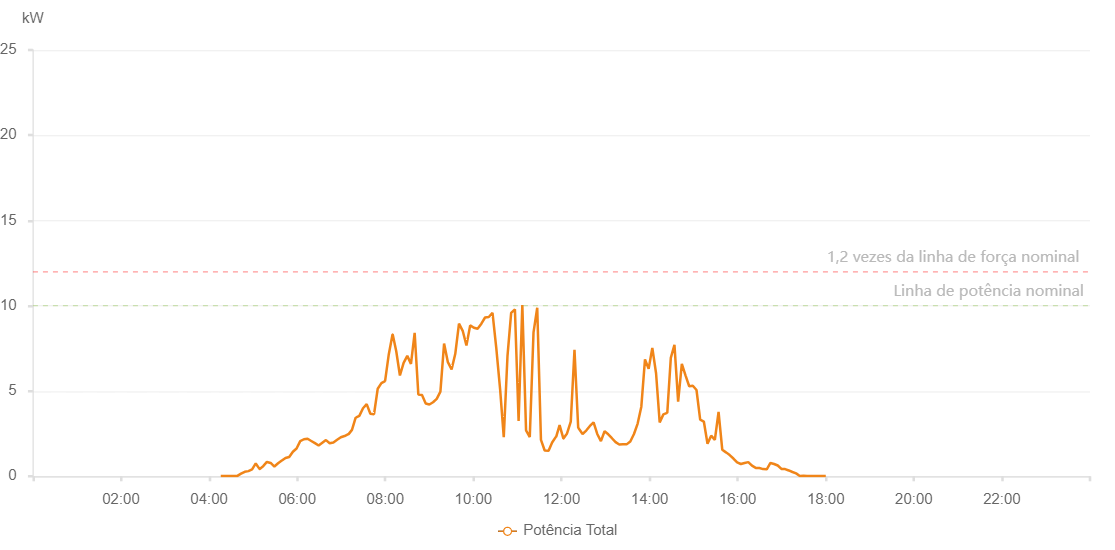 kW
25
20
15
1,2 vezes da linha de força nominal
Linha de potência nominal
10
5
0
02:00 04:00 06:00 08:00 10:00 12:00 14:00 16:00 18:00 20:00 22:00
Potência Total